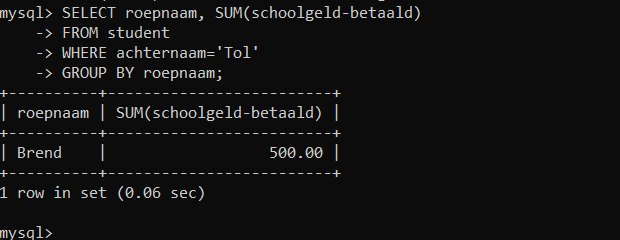 mysql> SELECT roepnaam, SUM(schoolgeld-betaald)
    -> FROM student
    -> WHERE achternaam='Tol'
    -> GROUP BY roepnaam;
+----------+-------------------------+
| roepnaam | SUM(schoolgeld-betaald) |
+----------+-------------------------+
| Brend    |                  500.00 |
+----------+-------------------------+
1 row in set (0.06 sec)

mysql>